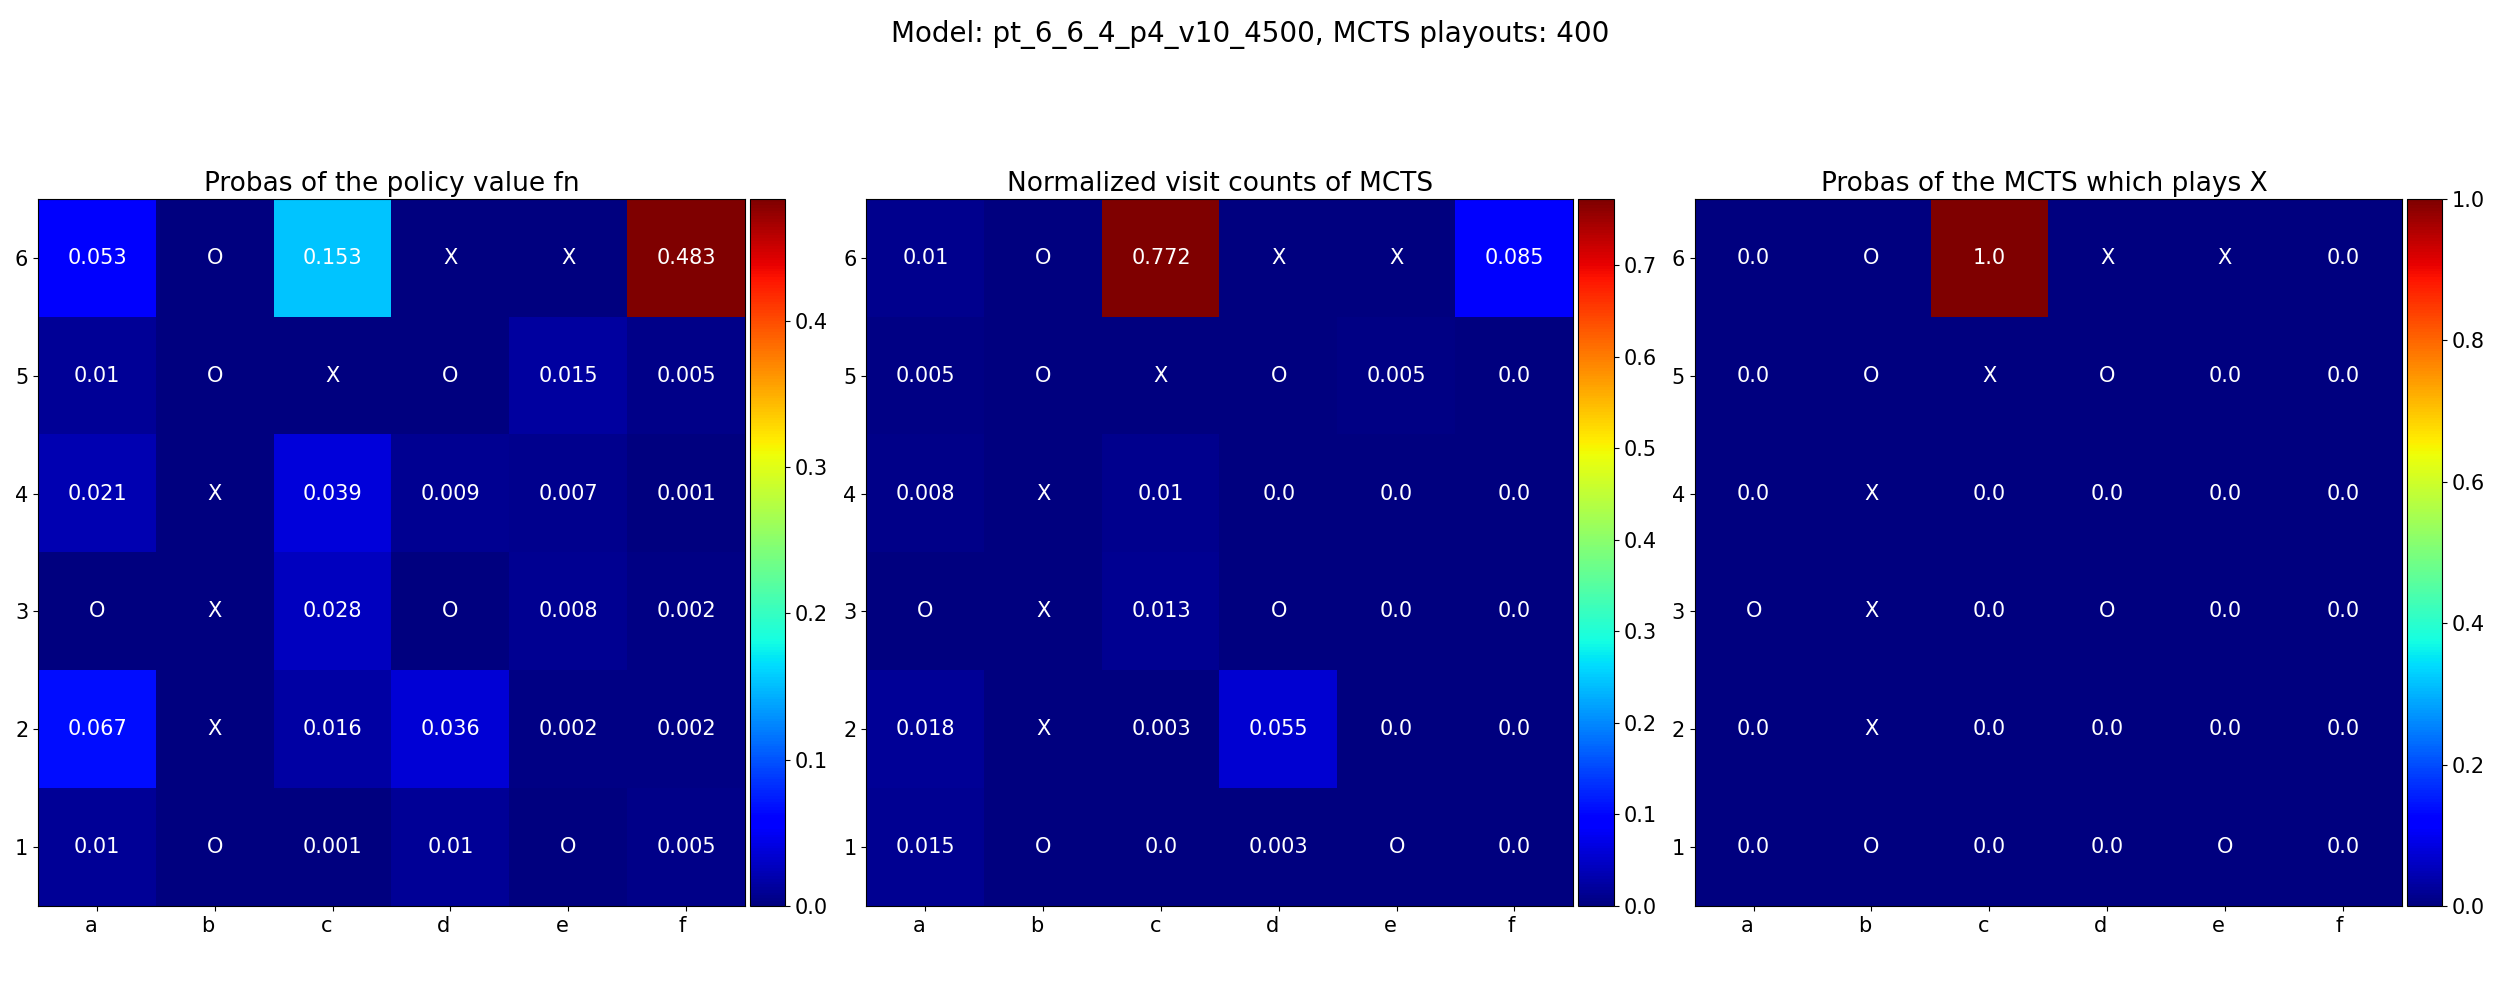 Model: pt_6_6_4_p4_v10_4500, MCTS playouts: 400
Probas of the policy value fn
6 0.053 O 0.153 X X 0.483
5 0.01 O X O 0.015 0.005
4 0.021 X 0.039 0.009 0.007 0.001
3 O X 0.028 O 0.008 0.002
2 0.067 X 0.016 0.036 0.002 0.002
1 0.01 O 0.001 0.01 O 0.005
a b c d e f
0.4
0.3
0.2
0.1
0.0
Normalized visit counts of MCTS
6 0.01 O 0.772 X X 0.085
5 0.005 O X O 0.005 0.0
4 0.008 X 0.01 0.0 0.0 0.0
3 O X 0.013 O 0.0 0.0
2 0.018 X 0.003 0.055 0.0 0.0
1 0.015 O 0.0 0.003 O 0.0
a b c d e f
0.7
0.6
0.5
0.4
0.3
0.2
0.1
0.0
Probas of the MCTS which plays X
6 0.0 O 1.0 X X 0.0
5 0.0 O X O 0.0 0.0
4 0.0 X 0.0 0.0 0.0 0.0
3 O X 0.0 O 0.0 0.0
2 0.0 X 0.0 0.0 0.0 0.0
1 0.0 O 0.0 0.0 O 0.0
a b c d e f
1.0
0.8
0.6
0.4
0.2
0.0